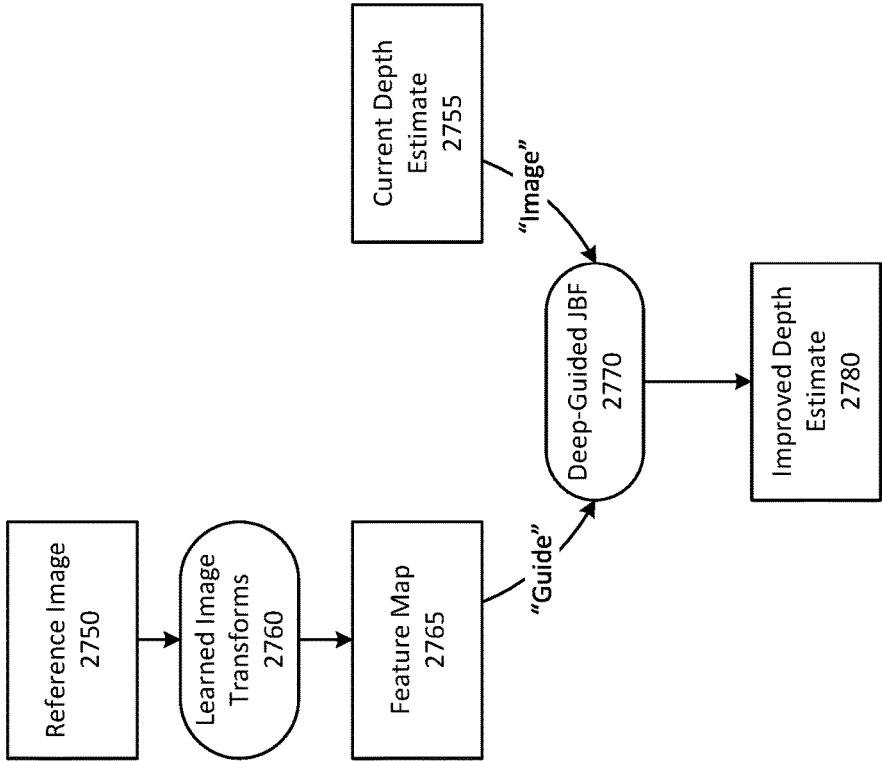 Reference Image
2750
Learned Image
Transforms
2760
Feature Map
2765
"Guide"
Current Depth
Estimate
2755
"Image"
Deep-Guided JBF
2770
Improved Depth
Estimate
2780